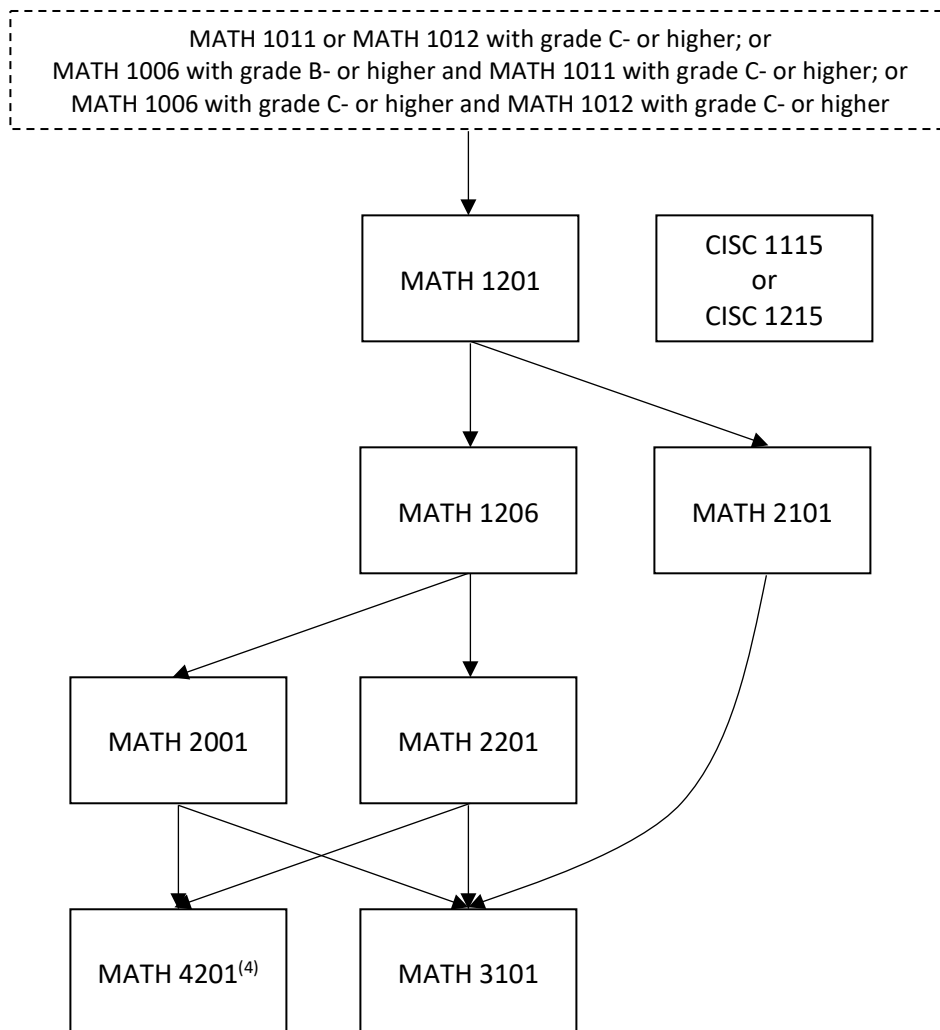 MATH 1011 or MATH 1012 with grade C- or higher; or
MATH 1006 with grade B- or higher and MATH 1011 with grade C- or higher; or
MATH 1006 with grade C- or higher and MATH 1012 with grade C- or higher
MATH 1201
CISC 1115
or
CISC 1215
MATH 1206
MATH 2101
MATH 2001
MATH 2201
MATH 4201(4)
MATH 3101